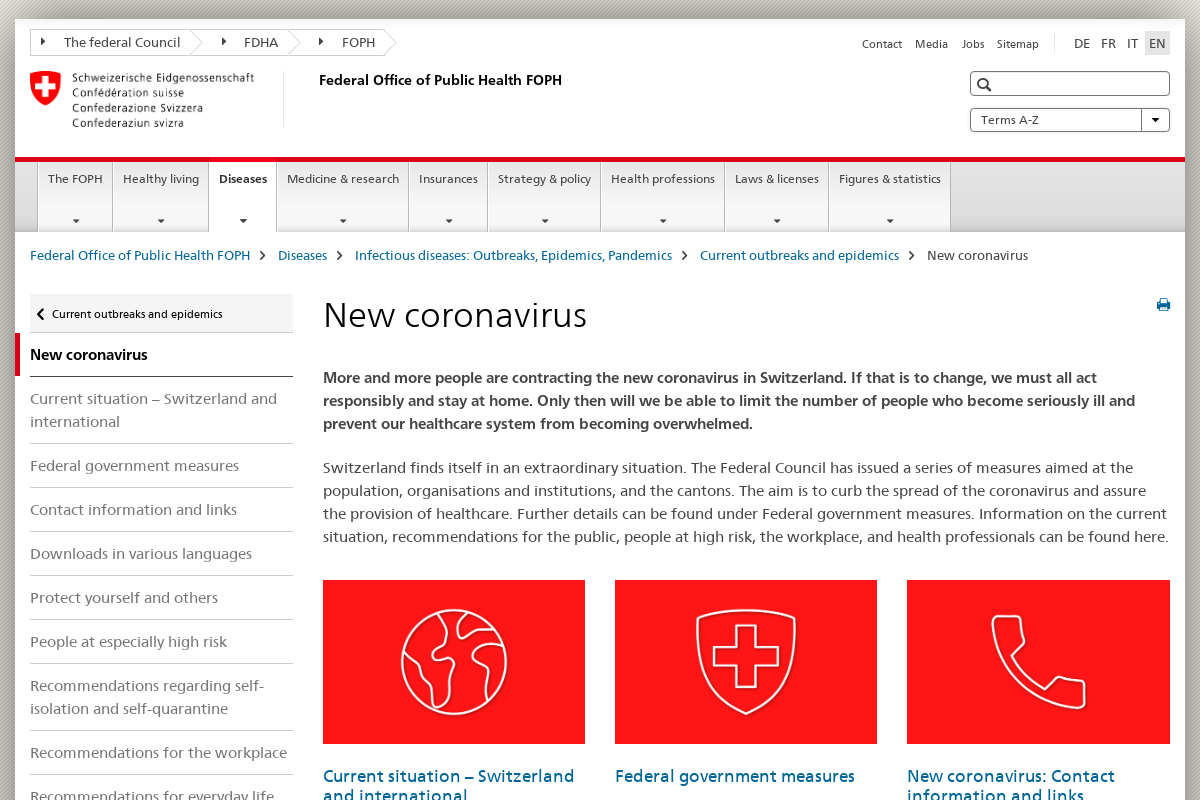 The federal Council
FDHA
FOPH
Contact
Media
Jobs
Sitemap
DE
FR
IT
EN
Schweizerische Eidgenossenschaft
Confédération suisse
Confederazione Svizzera
Confederaziun svizra
Federal Office of Public Health FOPH
Terms A-Z
The FOPH
Healthy living
Diseases
Medicine & research
Insurances
Strategy & policy
Health professions
Laws & licenses
Figures & statistics
Federal Office of Public Health FOPH
Diseases
Infectious diseases: Outbreaks, Epidemics, Pandemics
Current outbreaks and epidemics
New coronavirus
Current outbreaks and epidemics
New coronavirus
Current situation – Switzerland and
international
Federal government measures
Contact information and links
Downloads in various languages
Protect yourself and others
People at especially high risk
Recommendations regarding self-
isolation and self-quarantine
Recommendations for the workplace
Recommendations for everyday life
New coronavirus
More and more people are contracting the new coronavirus in Switzerland. If that is to change, we must all act
responsibly and stay at home. Only then will we be able to limit the number of people who become seriously ill and
prevent our healthcare system from becoming overwhelmed.
Switzerland finds itself in an extraordinary situation. The Federal Council has issued a series of measures aimed at the
population, organisations and institutions, and the cantons. The aim is to curb the spread of the coronavirus and assure
the provision of healthcare. Further details can be found under Federal government measures. Information on the current
situation, recommendations for the public, people at high risk, the workplace, and health professionals can be found here.
Current situation – Switzerland
and international
Federal government measures
New coronavirus: Contact
information and links